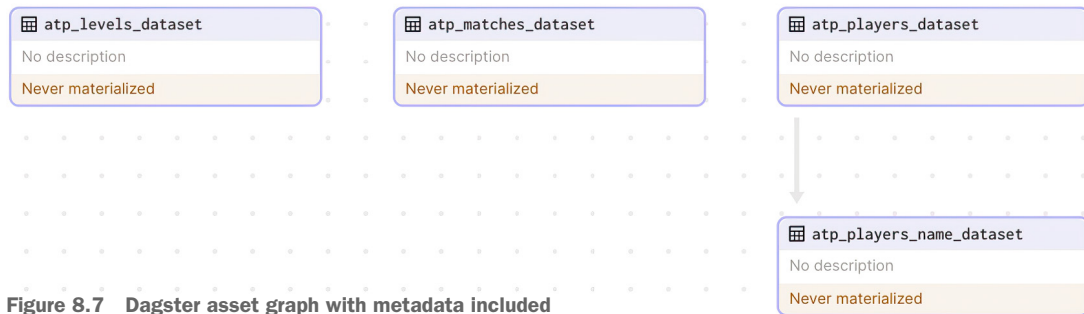 atp_levels_dataset
No description
Never materialized
atp_matches_dataset
No description
Never materialized
atp_players_dataset
No description
Never materialized
atp_players_name_dataset
No description
Never materialized
Figure 8.7 Dagster asset graph with metadata included